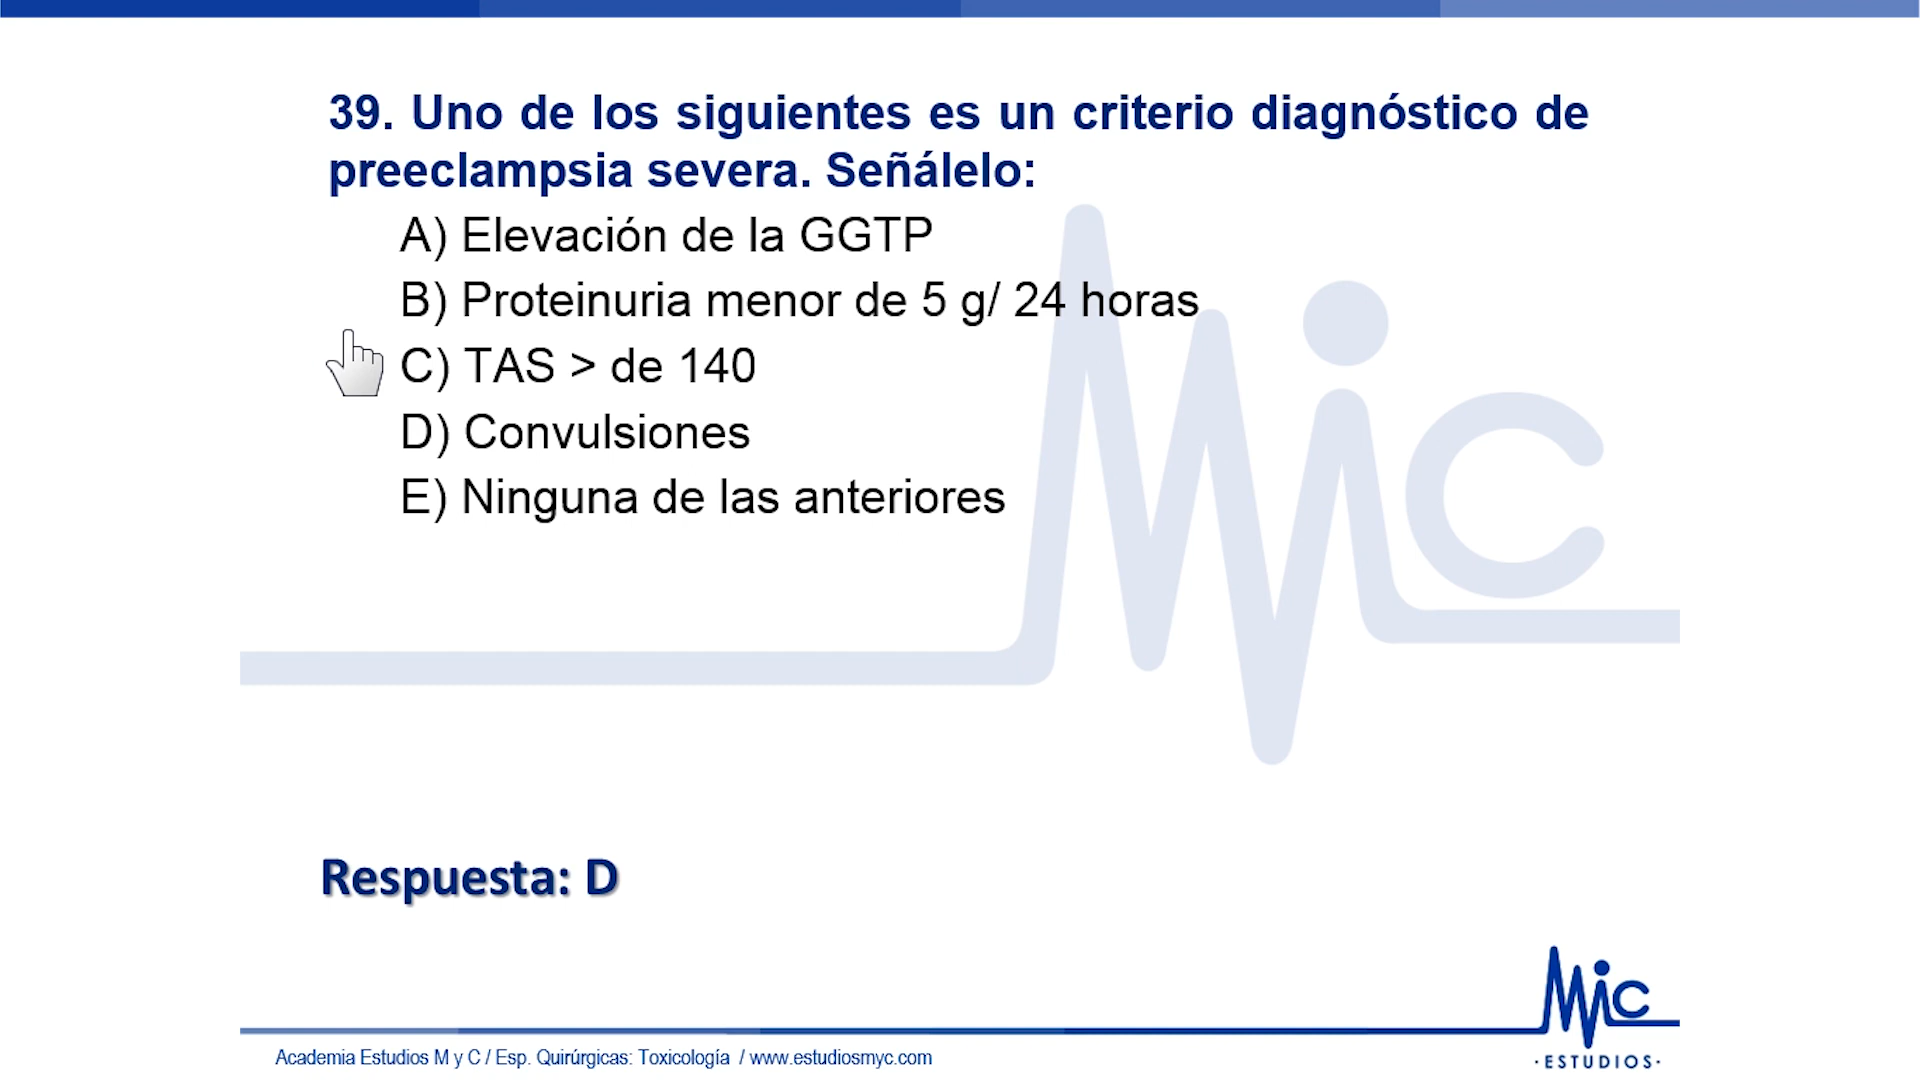 39. Uno de los siguientes es un criterio diagnóstico de
preeclampsia severa. Señálelo:
A) Elevación de la GGTP
B) Proteinuria menor de 5 g/ 24 horas
C) TAS > de 140
D) Convulsiones
E) Ninguna de las anteriores
MiC
Respuesta: D
MiC
·ESTUDIOS·
Academia Estudios M y C / Esp. Quirúrgicas: Toxicología / www.estudiosmyc.com